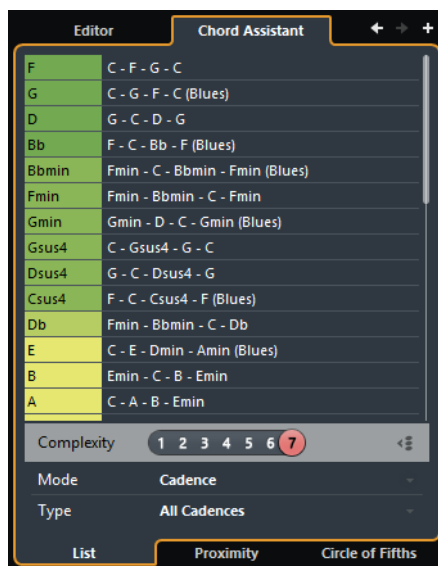 Editor Chord Assistant
F C - F - G - C
G C - G - F - C (Blues)
D G - C - D - G
Bb F - C - Bb - F (Blues)
Bbmin Fmin - C - Bbmin - Fmin (Blues)
Fmin Fmin - Bbmin - C - Fmin
Gmin Gmin - D - C - Gmin (Blues)
Gsus4 C - Gsus4 - G - C
Dsus4 G - C - Dsus4 - G
Csus4 F - C - Csus4 - F (Blues)
Db Fmin - Bbmin - C - Db
E C - E - Dmin - Amin (Blues)
B Emin - C - B - Emin
A C - A - B - Emin
Complexity 1 2 3 4 5 6 7
Mode Cadence
Type All Cadences
List Proximity Circle of Fifths